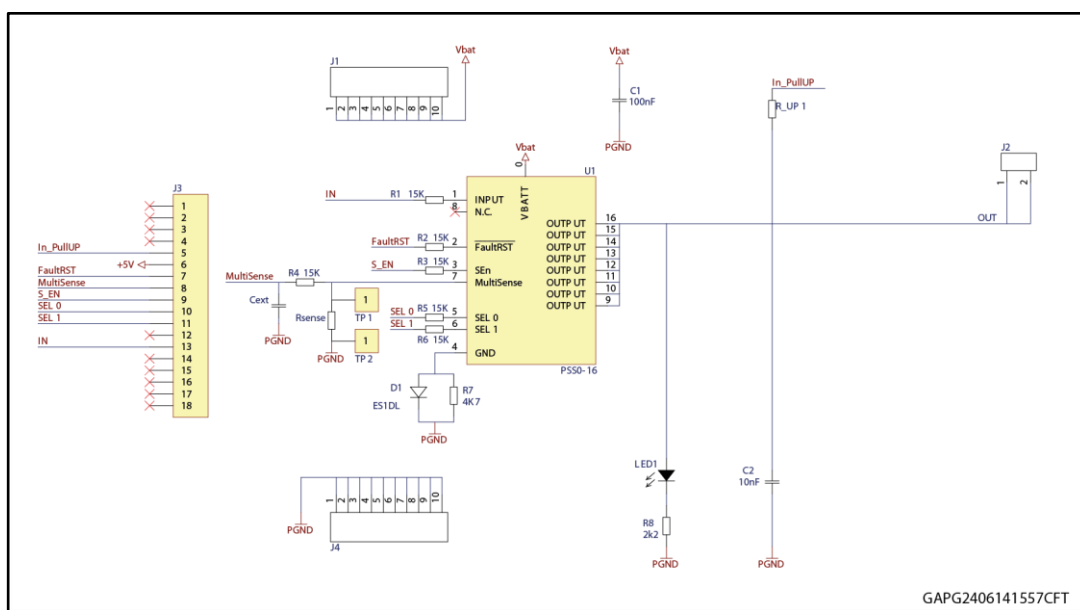 Vbat
J1
1 2 3 4 5 6 7 8 9 10
Vbat
C1
100nF
PGND
In_PullUP
R_UP 1
J2
1
2
OUT
Vbat
0
U1
VBATT
IN
R1 15K
1
INPUT
8
N.C.
FaultRST
R2 15K
2
FaultRST
S_EN
R3 15K
3
SEn
7
MultiSense
SEL 0
R5 15K
5
SEL 0
SEL 1
R6 15K
6
SEL 1
4
GND
OUTP UT 16
OUTP UT 15
OUTP UT 14
OUTP UT 13
OUTP UT 12
OUTP UT 11
OUTP UT 10
OUTP UT 9
PSS0-16
J3
1
2
3
4
In_PullUP 5
+5V 6
FaultRST 7
MultiSense 8
S_EN 9
SEL 0 10
SEL 1 11
12
IN 13
14
15
16
17
18
MultiSense
R4 15K
Cext
PGND
Rsense
PGND
1
TP 1
1
TP 2
D1
ES1DL
R7
4K7
PGND
1 2 3 4 5 6 7 8 9 10
PGND
J4
LED1
R8
2k2
PGND
C2
10nF
PGND
GAPG2406141557CFT